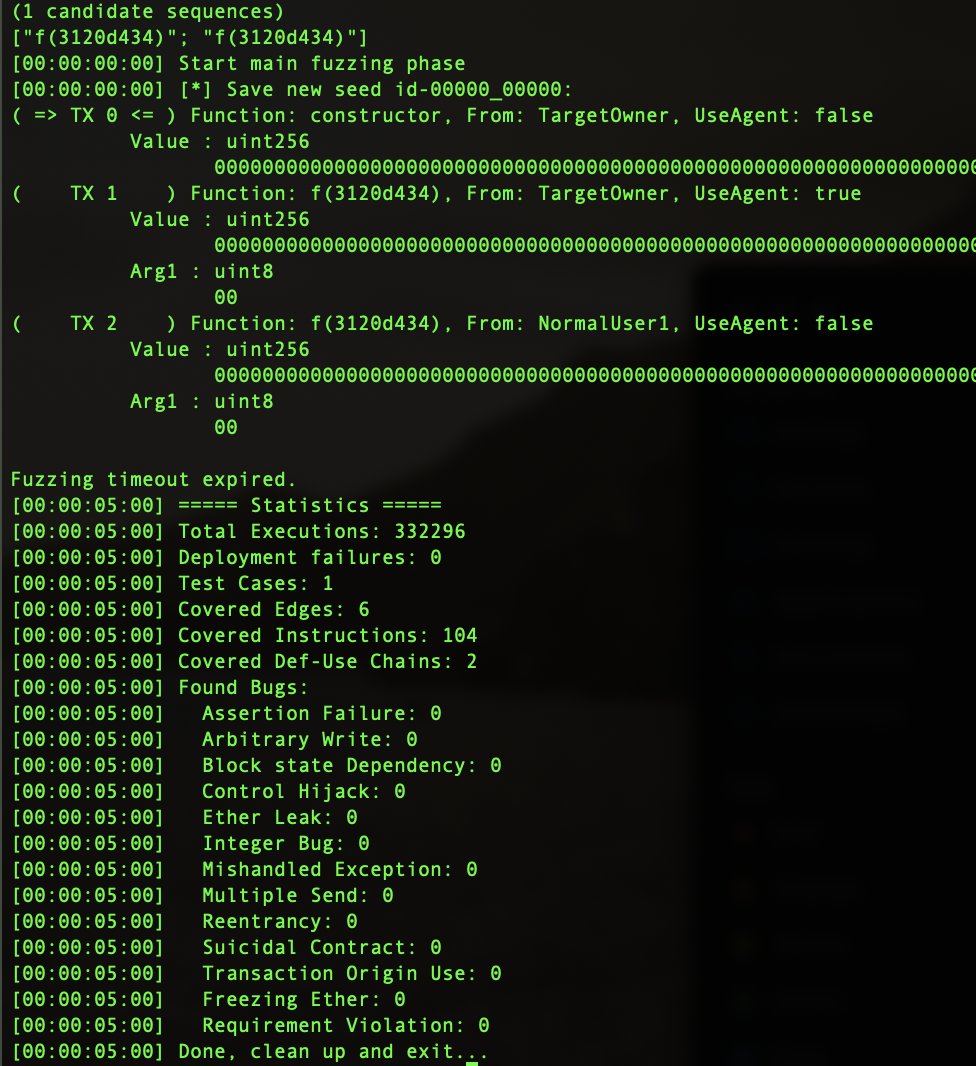 (1 candidate sequences)
["f(3120d434)"; "f(3120d434)"]
[00:00:00:00] Start main fuzzing phase
[00:00:00:00] [*] Save new seed id-00000_00000:
( => TX 0 <= ) Function: constructor, From: TargetOwner, UseAgent: false
Value : uint256
0000000000000000000000000000000000000000000000000000000000000000
( TX 1 ) Function: f(3120d434), From: TargetOwner, UseAgent: true
Value : uint256
0000000000000000000000000000000000000000000000000000000000000000
Arg1 : uint8
00
( TX 2 ) Function: f(3120d434), From: NormalUser1, UseAgent: false
Value : uint256
0000000000000000000000000000000000000000000000000000000000000000
Arg1 : uint8
00
Fuzzing timeout expired.
[00:00:05:00] ===== Statistics =====
[00:00:05:00] Total Executions: 332296
[00:00:05:00] Deployment failures: 0
[00:00:05:00] Test Cases: 1
[00:00:05:00] Covered Edges: 6
[00:00:05:00] Covered Instructions: 104
[00:00:05:00] Covered Def-Use Chains: 2
[00:00:05:00] Found Bugs:
[00:00:05:00] Assertion Failure: 0
[00:00:05:00] Arbitrary Write: 0
[00:00:05:00] Block state Dependency: 0
[00:00:05:00] Control Hijack: 0
[00:00:05:00] Ether Leak: 0
[00:00:05:00] Integer Bug: 0
[00:00:05:00] Mishandled Exception: 0
[00:00:05:00] Multiple Send: 0
[00:00:05:00] Reentrancy: 0
[00:00:05:00] Suicidal Contract: 0
[00:00:05:00] Transaction Origin Use: 0
[00:00:05:00] Freezing Ether: 0
[00:00:05:00] Requirement Violation: 0
[00:00:05:00] Done, clean up and exit...